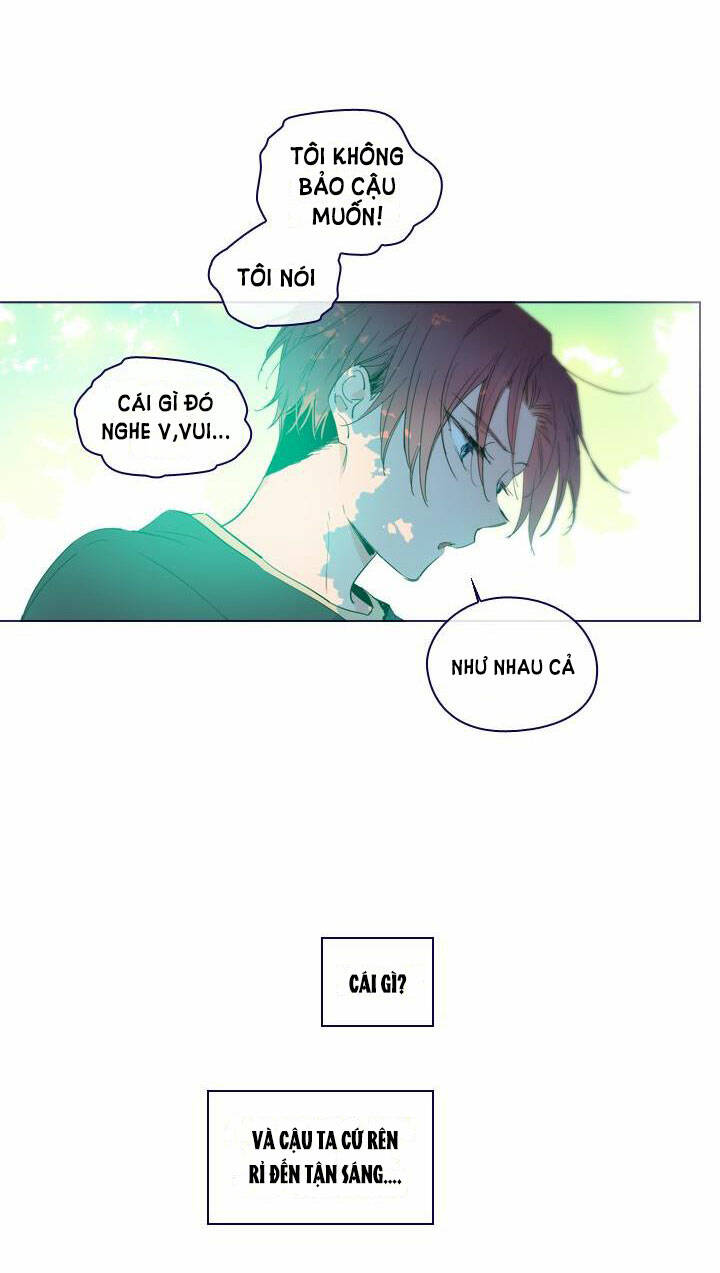 TÔI KHÔNG
BẢO CẬU
MUỐN!
TÔI NÓI
CÁI GÌ ĐÓ
NGHE V,VUI...
NHƯ NHAU CẢ
CÁI GÌ?
VÀ CẬU TA CỨ RÊN
RỈ ĐẾN TẬN SÁNG....